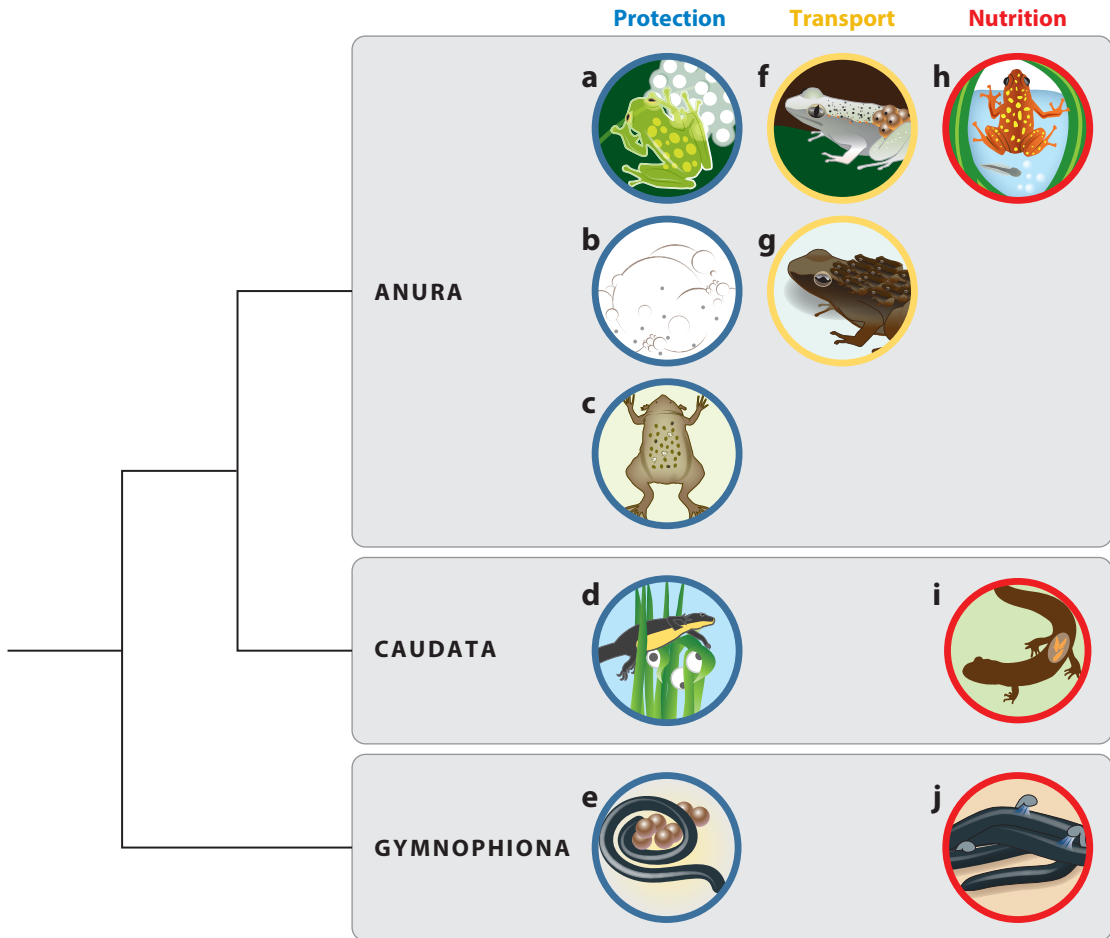 Protection Transport Nutrition
a f h
b g
ANURA
c
d i
CAUDATA
e j
GYMNOPHIONA